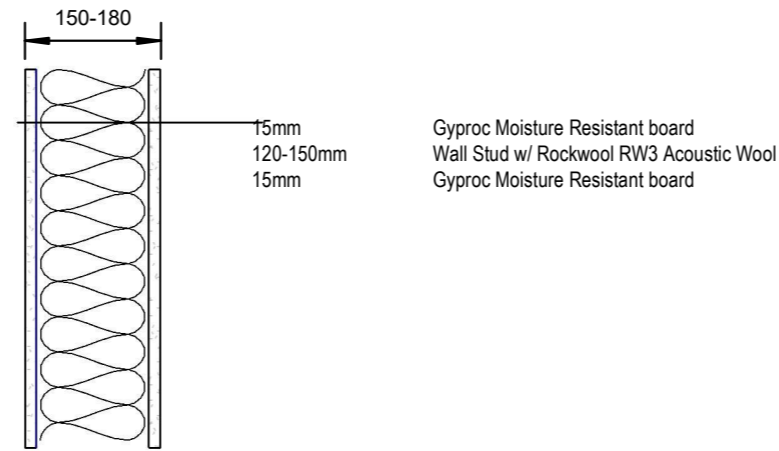 150-180
15mm Gyproc Moisture Resistant board
120-150mm Wall Stud w/ Rockwool RW3 Acoustic Wool
15mm Gyproc Moisture Resistant board